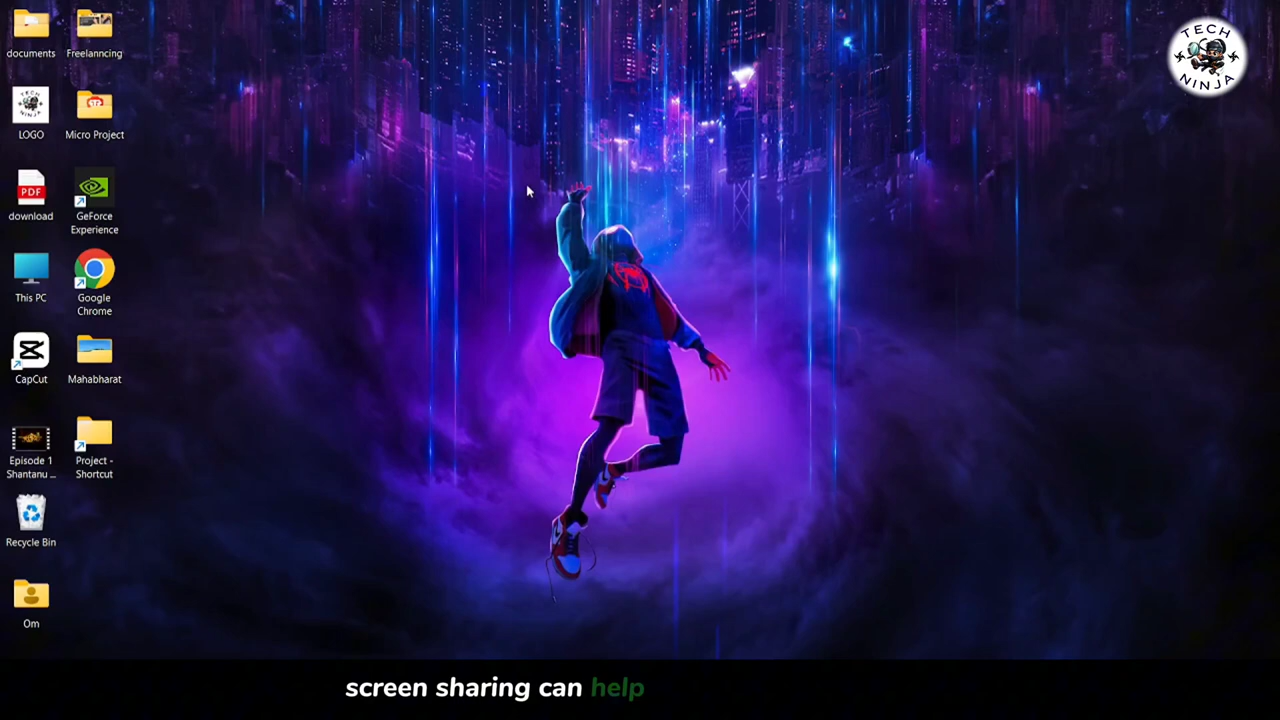 documents
Freelanncing
TECH
NINJA
LOGO
Micro Project
PDF
download
GeForce
Experience
This PC
Google
Chrome
CapCut
Mahabharat
Episode 1
Shantanu ...
Project -
Shortcut
Recycle Bin
Om
screen sharing can help